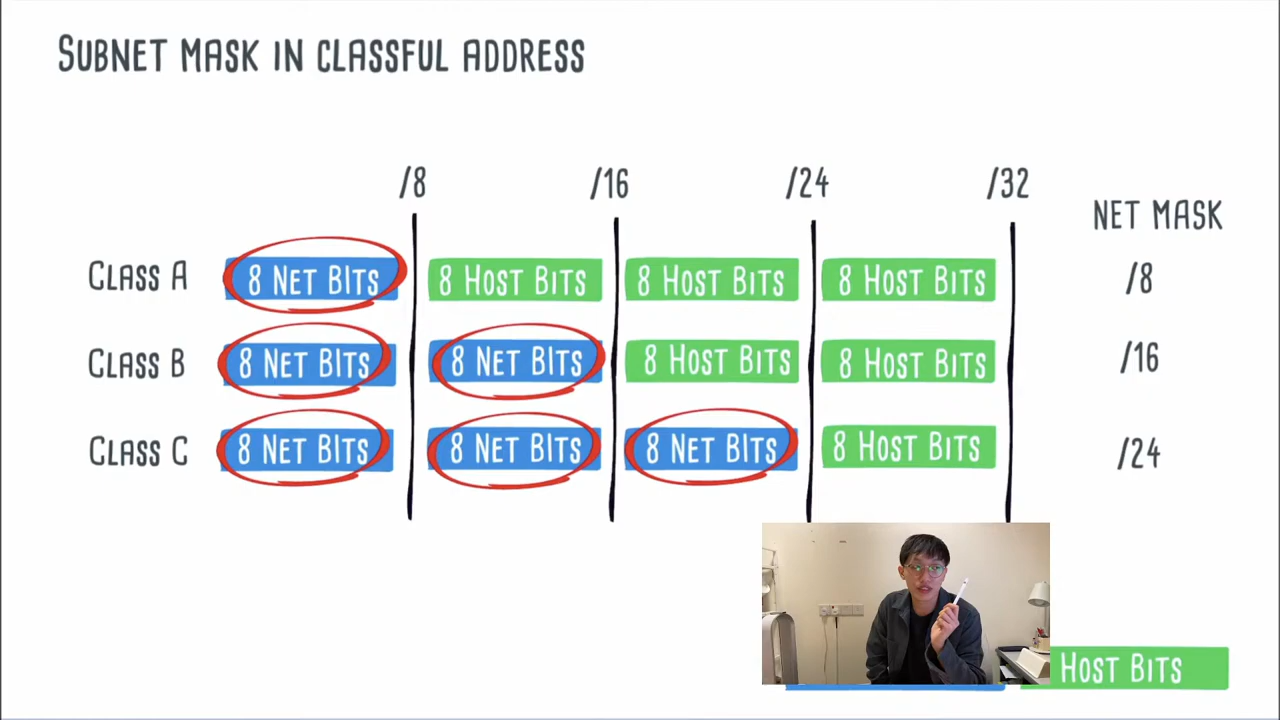 SUBNET MASK IN CLASSFUL ADDRESS
/8 /16 /24 /32
NET MASK
CLASS A 8 NET BITS 8 HOST BITS 8 HOST BITS 8 HOST BITS /8
CLASS B 8 NET BITS 8 NET BITS 8 HOST BITS 8 HOST BITS /16
CLASS C 8 NET BITS 8 NET BITS 8 NET BITS 8 HOST BITS /24
HOST BITS